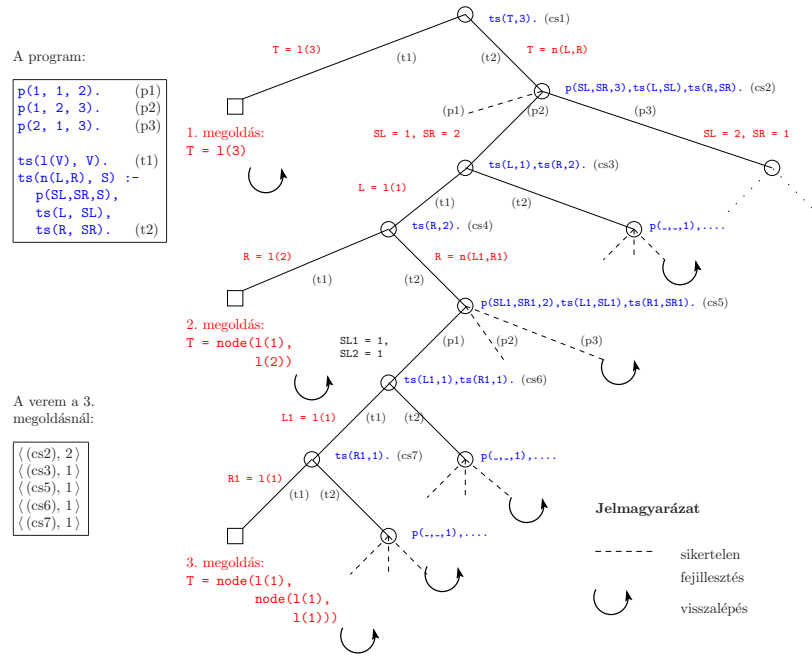 A program:
p(1, 1, 2). (p1)
p(1, 2, 3). (p2)
p(2, 1, 3). (p3)
ts(l(V), V). (t1)
ts(n(L,R), S) :-
p(SL,SR,S),
ts(L, SL),
ts(R, SR). (t2)
ts(T,3). (cs1)
T = l(3)
(t1)
(t2)
T = n(L,R)
p(SL,SR,3),ts(L,SL),ts(R,SR). (cs2)
(p1)
(p2)
(p3)
1. megoldás:
T = l(3)
SL = 1, SR = 2
SL = 2, SR = 1
ts(L,1),ts(R,2). (cs3)
L = l(1)
(t1)
(t2)
ts(R,2). (cs4)
p(_,_,1),....
R = l(2)
(t1)
(t2)
R = n(L1,R1)
p(SL1,SR1,2),ts(L1,SL1),ts(R1,SR1). (cs5)
2. megoldás:
T = node(l(1),
l(2))
SL1 = 1,
SL2 = 1
(p1)
(p2)
(p3)
ts(L1,1),ts(R1,1). (cs6)
L1 = l(1)
(t1)
(t2)
ts(R1,1). (cs7)
p(_,_,1),....
R1 = l(1)
(t1)
(t2)
p(_,_,1),....
3. megoldás:
T = node(l(1),
node(l(1),
l(1)))
A verem a 3.
megoldásnál:
⟨ (cs2), 2 ⟩
⟨ (cs3), 1 ⟩
⟨ (cs5), 1 ⟩
⟨ (cs6), 1 ⟩
⟨ (cs7), 1 ⟩
Jelmagyarázat
sikertelen
fejillesztés
visszalépés